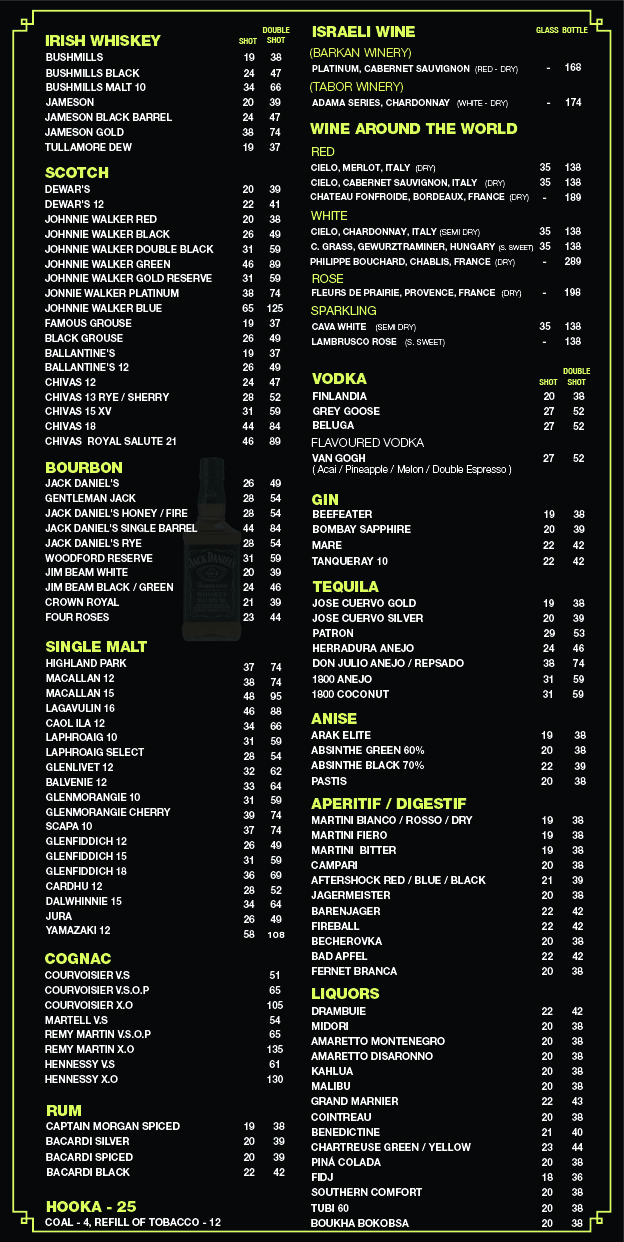 IRISH WHISKEY SHOT DOUBLE SHOT
BUSHMILLS 19 38
BUSHMILLS BLACK 24 47
BUSHMILLS MALT 10 34 66
JAMESON 20 39
JAMESON BLACK BARREL 24 47
JAMESON GOLD 38 74
TULLAMORE DEW 19 37
SCOTCH
DEWAR'S 20 39
DEWAR'S 12 22 41
JOHNNIE WALKER RED 20 38
JOHNNIE WALKER BLACK 26 49
JOHNNIE WALKER DOUBLE BLACK 31 59
JOHNNIE WALKER GREEN 46 89
JOHNNIE WALKER GOLD RESERVE 31 59
JONNIE WALKER PLATINUM 38 74
JOHNNIE WALKER BLUE 65 125
FAMOUS GROUSE 19 37
BLACK GROUSE 26 49
BALLANTINE'S 19 37
BALLANTINE'S 12 26 49
CHIVAS 12 24 47
CHIVAS 13 RYE / SHERRY 28 52
CHIVAS 15 XV 31 59
CHIVAS 18 44 84
CHIVAS ROYAL SALUTE 21 46 89
BOURBON
JACK DANIEL'S 26 49
GENTLEMAN JACK 28 54
JACK DANIEL'S HONEY / FIRE 28 54
JACK DANIEL'S SINGLE BARREL 44 84
JACK DANIEL'S RYE 28 54
WOODFORD RESERVE 31 59
JIM BEAM WHITE 20 39
JIM BEAM BLACK / GREEN 24 46
CROWN ROYAL 21 39
FOUR ROSES 23 44
SINGLE MALT
HIGHLAND PARK 37 74
MACALLAN 12 38 74
MACALLAN 15 48 95
LAGAVULIN 16 46 88
CAOL ILA 12 34 66
LAPHROAIG 10 31 59
LAPHROAIG SELECT 28 54
GLENLIVET 12 32 62
BALVENIE 12 33 64
GLENMORANGIE 10 31 59
GLENMORANGIE CHERRY 39 74
SCAPA 10 37 74
GLENFIDDICH 12 26 49
GLENFIDDICH 15 31 59
GLENFIDDICH 18 36 69
CARDHU 12 28 52
DALWHINNIE 15 34 64
JURA 26 49
YAMAZAKI 12 58 108
COGNAC
COURVOISIER V.S 51
COURVOISIER V.S.O.P 65
COURVOISIER X.O 105
MARTELL V.S 54
REMY MARTIN V.S.O.P 65
REMY MARTIN X.O 135
HENNESSY V.S 61
HENNESSY X.O 130
RUM
CAPTAIN MORGAN SPICED 19 38
BACARDI SILVER 20 39
BACARDI SPICED 20 39
BACARDI BLACK 22 42
HOOKA - 25
COAL - 4, REFILL OF TOBACCO - 12
ISRAELI WINE GLASS BOTTLE
(BARKAN WINERY)
PLATINUM, CABERNET SAUVIGNON (RED - DRY) - 168
(TABOR WINERY)
ADAMA SERIES, CHARDONNAY (WHITE - DRY) - 174
WINE AROUND THE WORLD
RED
CIELO, MERLOT, ITALY (DRY) 35 138
CIELO, CABERNET SAUVIGNON, ITALY (DRY) 35 138
CHATEAU FONFROIDE, BORDEAUX, FRANCE (DRY) - 189
WHITE
CIELO, CHARDONNAY, ITALY (SEMI DRY) 35 138
C. GRASS, GEWURZTRAMINER, HUNGARY (S. SWEET) 35 138
PHILIPPE BOUCHARD, CHABLIS, FRANCE (DRY) - 289
ROSE
FLEURS DE PRAIRIE, PROVENCE, FRANCE (DRY) - 198
SPARKLING
CAVA WHITE (SEMI DRY) 35 138
LAMBRUSCO ROSE (S. SWEET) - 138
VODKA SHOT DOUBLE SHOT
FINLANDIA 20 38
GREY GOOSE 27 52
BELUGA 27 52
FLAVOURED VODKA
VAN GOGH 27 52
( Acai / Pineapple / Melon / Double Espresso )
GIN
BEEFEATER 19 38
BOMBAY SAPPHIRE 20 39
MARE 22 42
TANQUERAY 10 22 42
TEQUILA
JOSE CUERVO GOLD 19 38
JOSE CUERVO SILVER 20 39
PATRON 29 53
HERRADURA ANEJO 24 46
DON JULIO ANEJO / REPSADO 38 74
1800 ANEJO 31 59
1800 COCONUT 31 59
ANISE
ARAK ELITE 19 38
ABSINTHE GREEN 60% 20 38
ABSINTHE BLACK 70% 22 39
PASTIS 20 38
APERITIF / DIGESTIF
MARTINI BIANCO / ROSSO / DRY 19 38
MARTINI FIERO 19 38
MARTINI BITTER 19 38
CAMPARI 20 38
AFTERSHOCK RED / BLUE / BLACK 21 39
JAGERMEISTER 20 38
BARENJAGER 22 42
FIREBALL 22 42
BECHEROVKA 20 38
BAD APFEL 22 42
FERNET BRANCA 20 38
LIQUORS
DRAMBUIE 22 42
MIDORI 20 38
AMARETTO MONTENEGRO 20 38
AMARETTO DISARONNO 20 38
KAHLUA 20 38
MALIBU 20 38
GRAND MARNIER 22 43
COINTREAU 20 38
BENEDICTINE 21 40
CHARTREUSE GREEN / YELLOW 23 44
PINÁ COLADA 20 38
FIDJ 18 36
SOUTHERN COMFORT 20 38
TUBI 60 20 38
BOUKHA BOKOBSA 20 38